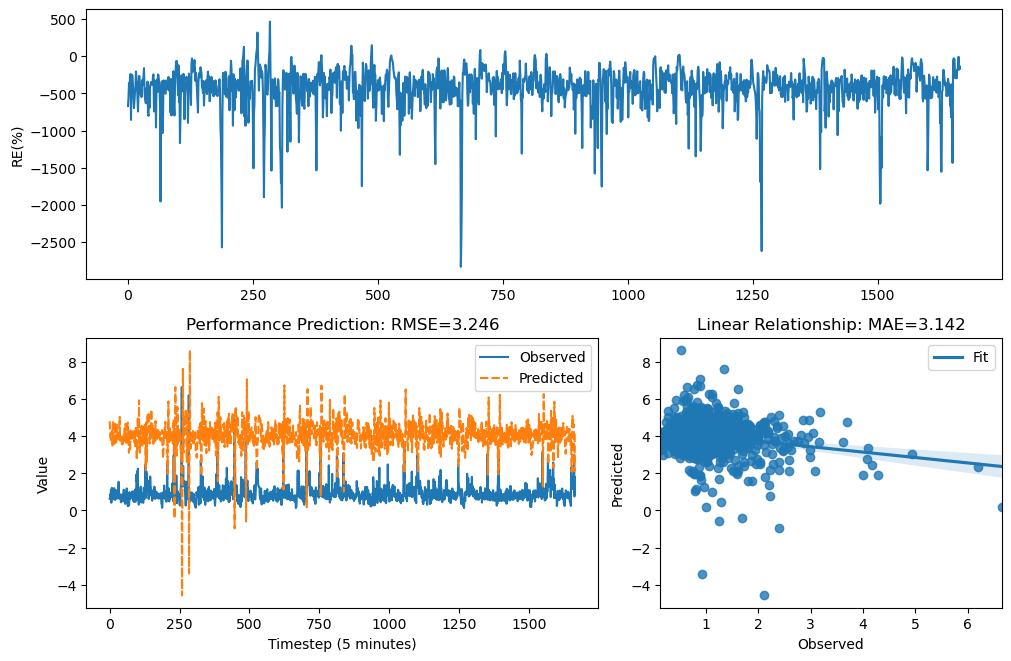 500
0
−500
−1000
−1500
−2000
−2500
RE(%)
0 250 500 750 1000 1250 1500
Performance Prediction: RMSE=3.246
Observed
Predicted
8
6
4
2
0
−2
−4
Value
0 250 500 750 1000 1250 1500
Timestep (5 minutes)
Linear Relationship: MAE=3.142
Fit
8
6
4
2
0
−2
−4
Predicted
1 2 3 4 5 6
Observed